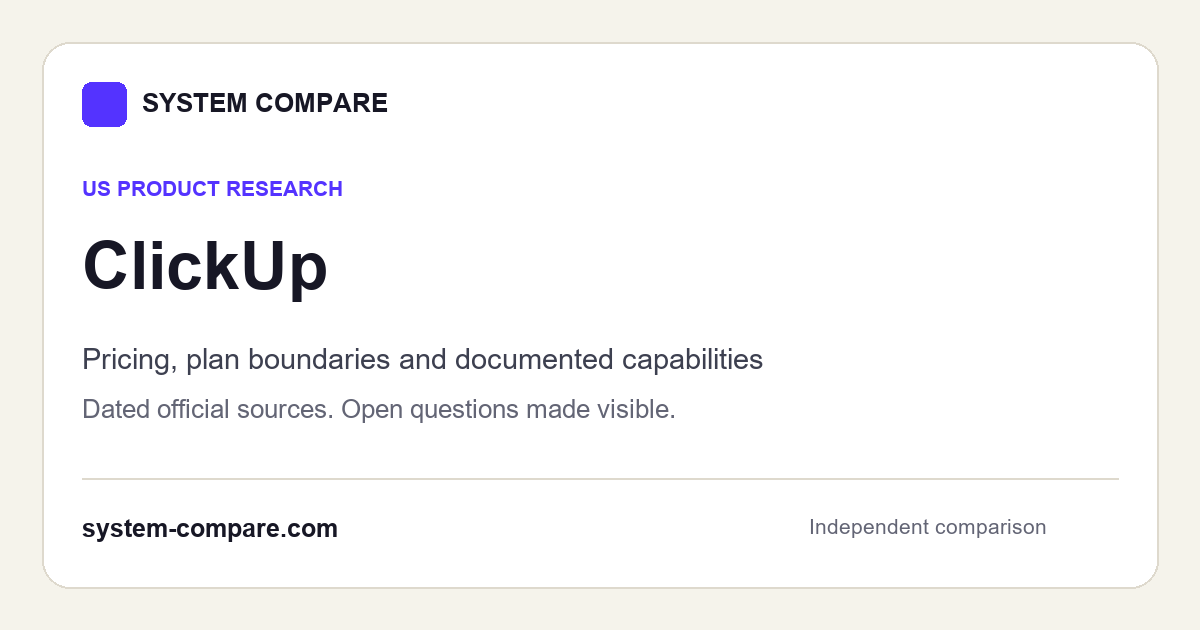 SYSTEM COMPARE
US PRODUCT RESEARCH
ClickUp
Pricing, plan boundaries and documented capabilities
Dated official sources. Open questions made visible.
system-compare.com
Independent comparison